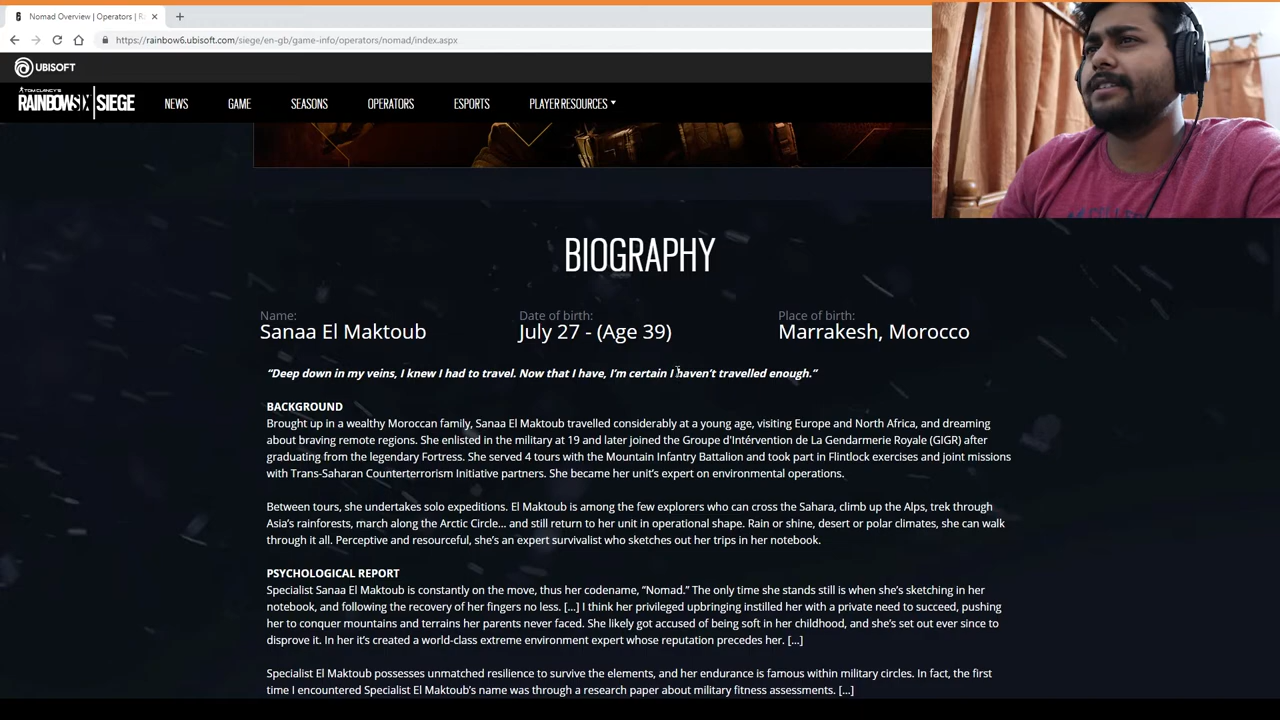 Nomad Overview | Operators |
https://rainbow6.ubisoft.com/siege/en-gb/game-info/operators/nomad/index.aspx
UBISOFT
TOM CLANCY'S
RAINBOW SIX | SIEGE
NEWS
GAME
SEASONS
OPERATORS
ESPORTS
PLAYER RESOURCES
BIOGRAPHY
Name:
Sanaa El Maktoub
Date of birth:
July 27 - (Age 39)
Place of birth:
Marrakesh, Morocco
“Deep down in my veins, I knew I had to travel. Now that I have, I’m certain I haven’t travelled enough.”
BACKGROUND
Brought up in a wealthy Moroccan family, Sanaa El Maktoub travelled considerably at a young age, visiting Europe and North Africa, and dreaming
about braving remote regions. She enlisted in the military at 19 and later joined the Groupe d'Intérvention de La Gendarmerie Royale (GIGR) after
graduating from the legendary Fortress. She served 4 tours with the Mountain Infantry Battalion and took part in Flintlock exercises and joint missions
with Trans-Saharan Counterterrorism Initiative partners. She became her unit’s expert on environmental operations.
Between tours, she undertakes solo expeditions. El Maktoub is among the few explorers who can cross the Sahara, climb up the Alps, trek through
Asia’s rainforests, march along the Arctic Circle… and still return to her unit in operational shape. Rain or shine, desert or polar climates, she can walk
through it all. Perceptive and resourceful, she’s an expert survivalist who sketches out her trips in her notebook.
PSYCHOLOGICAL REPORT
Specialist Sanaa El Maktoub is constantly on the move, thus her codename, “Nomad.” The only time she stands still is when she’s sketching in her
notebook, and following the recovery of her fingers no less. [...] I think her privileged upbringing instilled her with a private need to succeed, pushing
her to conquer mountains and terrains her parents never faced. She likely got accused of being soft in her childhood, and she’s set out ever since to
disprove it. In her it’s created a world-class extreme environment expert whose reputation precedes her. [...]
Specialist El Maktoub possesses unmatched resilience to survive the elements, and her endurance is famous within military circles. In fact, the first
time I encountered Specialist El Maktoub’s name was through a research paper about military fitness assessments. [...]